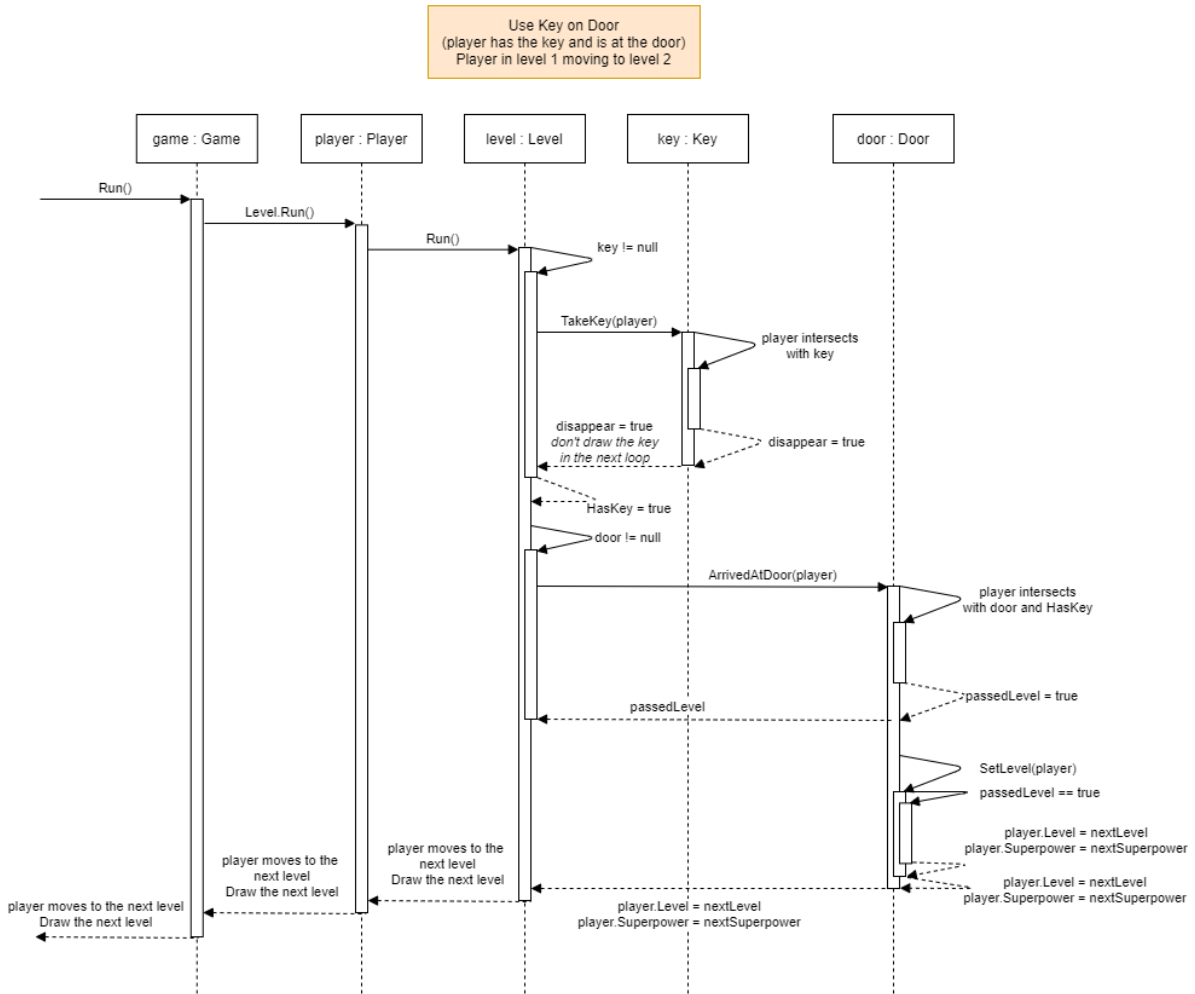 Use Key on Door
(player has the key and is at the door)
Player in level 1 moving to level 2
game : Game
player : Player
level : Level
key : Key
door : Door
Run()
Level.Run()
Run()
key != null
TakeKey(player)
player intersects
with key
disappear = true
don't draw the key
in the next loop
disappear = true
HasKey = true
door != null
ArrivedAtDoor(player)
player intersects
with door and HasKey
passedLevel = true
passedLevel
SetLevel(player)
passedLevel == true
player.Level = nextLevel
player.Superpower = nextSuperpower
player.Level = nextLevel
player.Superpower = nextSuperpower
player.Level = nextLevel
player.Superpower = nextSuperpower
player moves to the
next level
Draw the next level
player moves to the
next level
Draw the next level
player moves to the next level
Draw the next level